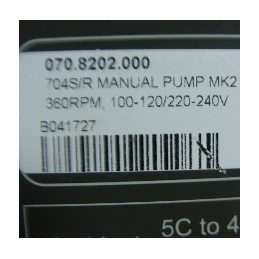 070.8202.000
704S/R MANUAL PUMP MK2
360RPM, 100-120/220-240V
B041727
5C to 4